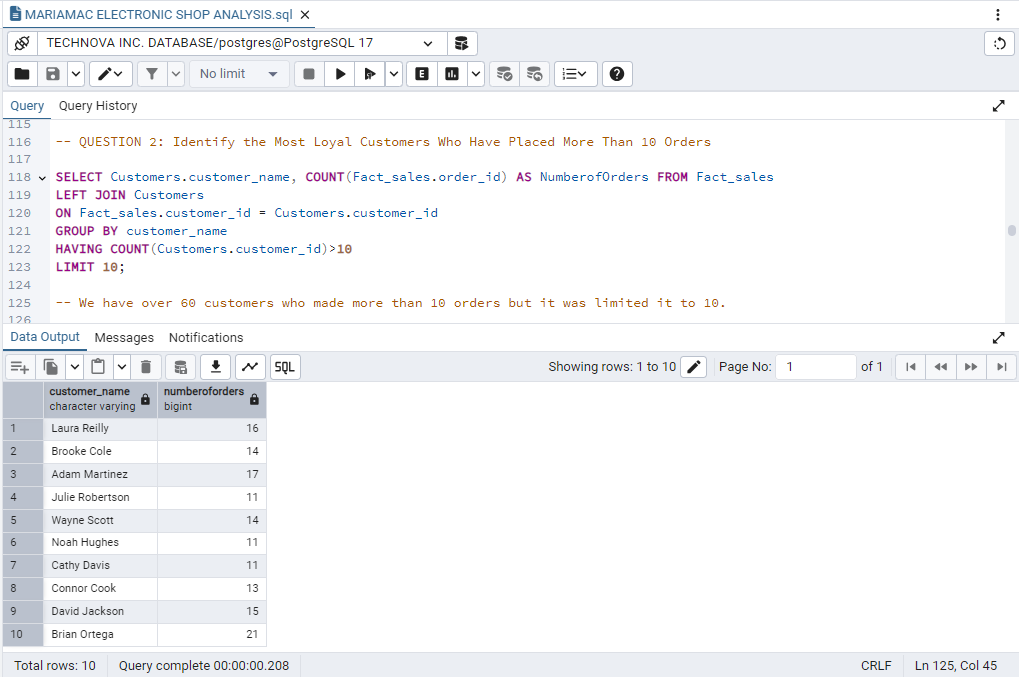 MARIAMAC ELECTRONIC SHOP ANALYSIS.sql
TECHNOVA INC. DATABASE/postgres@PostgreSQL 17
No limit
Query Query History
115
116 -- QUESTION 2: Identify the Most Loyal Customers Who Have Placed More Than 10 Orders
117
118 SELECT Customers.customer_name, COUNT(Fact_sales.order_id) AS NumberofOrders FROM Fact_sales
119 LEFT JOIN Customers
120 ON Fact_sales.customer_id = Customers.customer_id
121 GROUP BY customer_name
122 HAVING COUNT(Customers.customer_id)>10
123 LIMIT 10;
124
125 -- We have over 60 customers who made more than 10 orders but it was limited it to 10.
126
Data Output Messages Notifications
SQL Showing rows: 1 to 10 Page No: 1 of 1
customer_name numberoforders
character varying bigint
1 Laura Reilly 16
2 Brooke Cole 14
3 Adam Martinez 17
4 Julie Robertson 11
5 Wayne Scott 14
6 Noah Hughes 11
7 Cathy Davis 11
8 Connor Cook 13
9 David Jackson 15
10 Brian Ortega 21
Total rows: 10 Query complete 00:00:00.208 CRLF Ln 125, Col 45